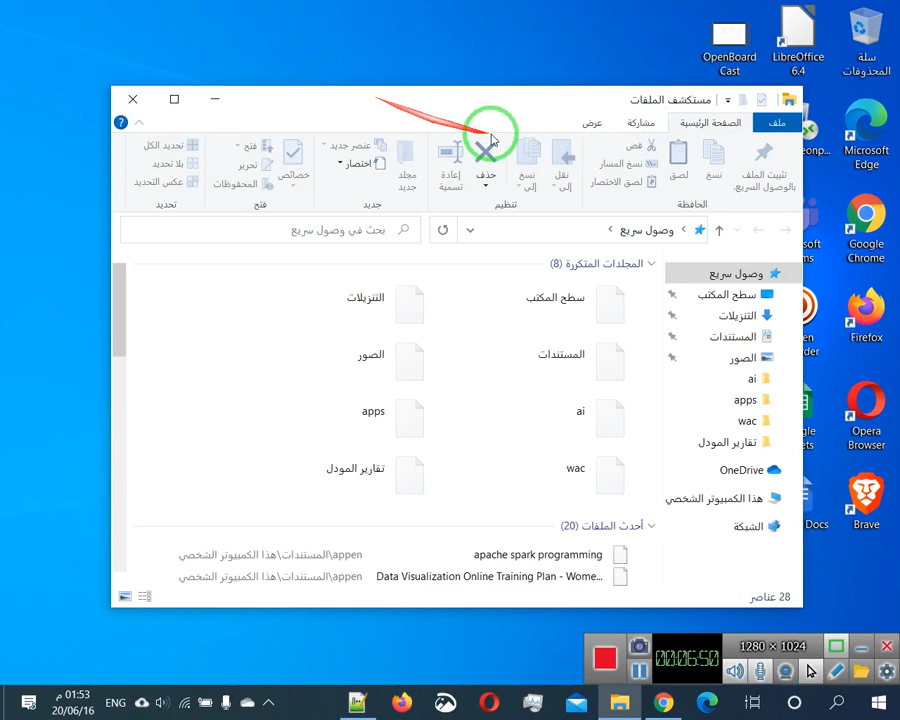 OpenBoard
Cast
LibreOffice
6.4
سلة
المحذوفات
مستكشف الملفات
ملف
الصفحة الرئيسية
مشاركة
عرض
تثبيت الملف
بالوصول السريع.
نسخ
لصق
قص
نسخ المسار
لصق الاختصار
الحافظة
نقل
إلى
نسخ
إلى
حذف
إعادة
تسمية
تنظيم
مجلد
جديد
عنصر جديد
اختصار
جديد
خصائص
فتح
تحرير
المحفوظات
فتح
تحديد الكل
بلا تحديد
عكس التحديد
تحديد
وصول سريع
بحث في وصول سريع
وصول سريع
سطح المكتب
التنزيلات
المستندات
الصور
ai
apps
wac
تقارير المودل
OneDrive
هذا الكمبيوتر الشخصي
الشبكة
المجلدات المتكررة (8)
سطح المكتب
التنزيلات
المستندات
الصور
ai
apps
wac
تقارير المودل
أحدث الملفات (20)
apache spark programming
هذا الكمبيوتر الشخصي\المستندات\appen
Data Visualization Online Training Plan - Wome...
هذا الكمبيوتر الشخصي\المستندات\appen
28 عناصر
Microsoft
Edge
Google
Chrome
Firefox
Opera
Browser
Docs
Brave
1280 × 1024
00:06:50
ENG
01:53 م
20/06/16